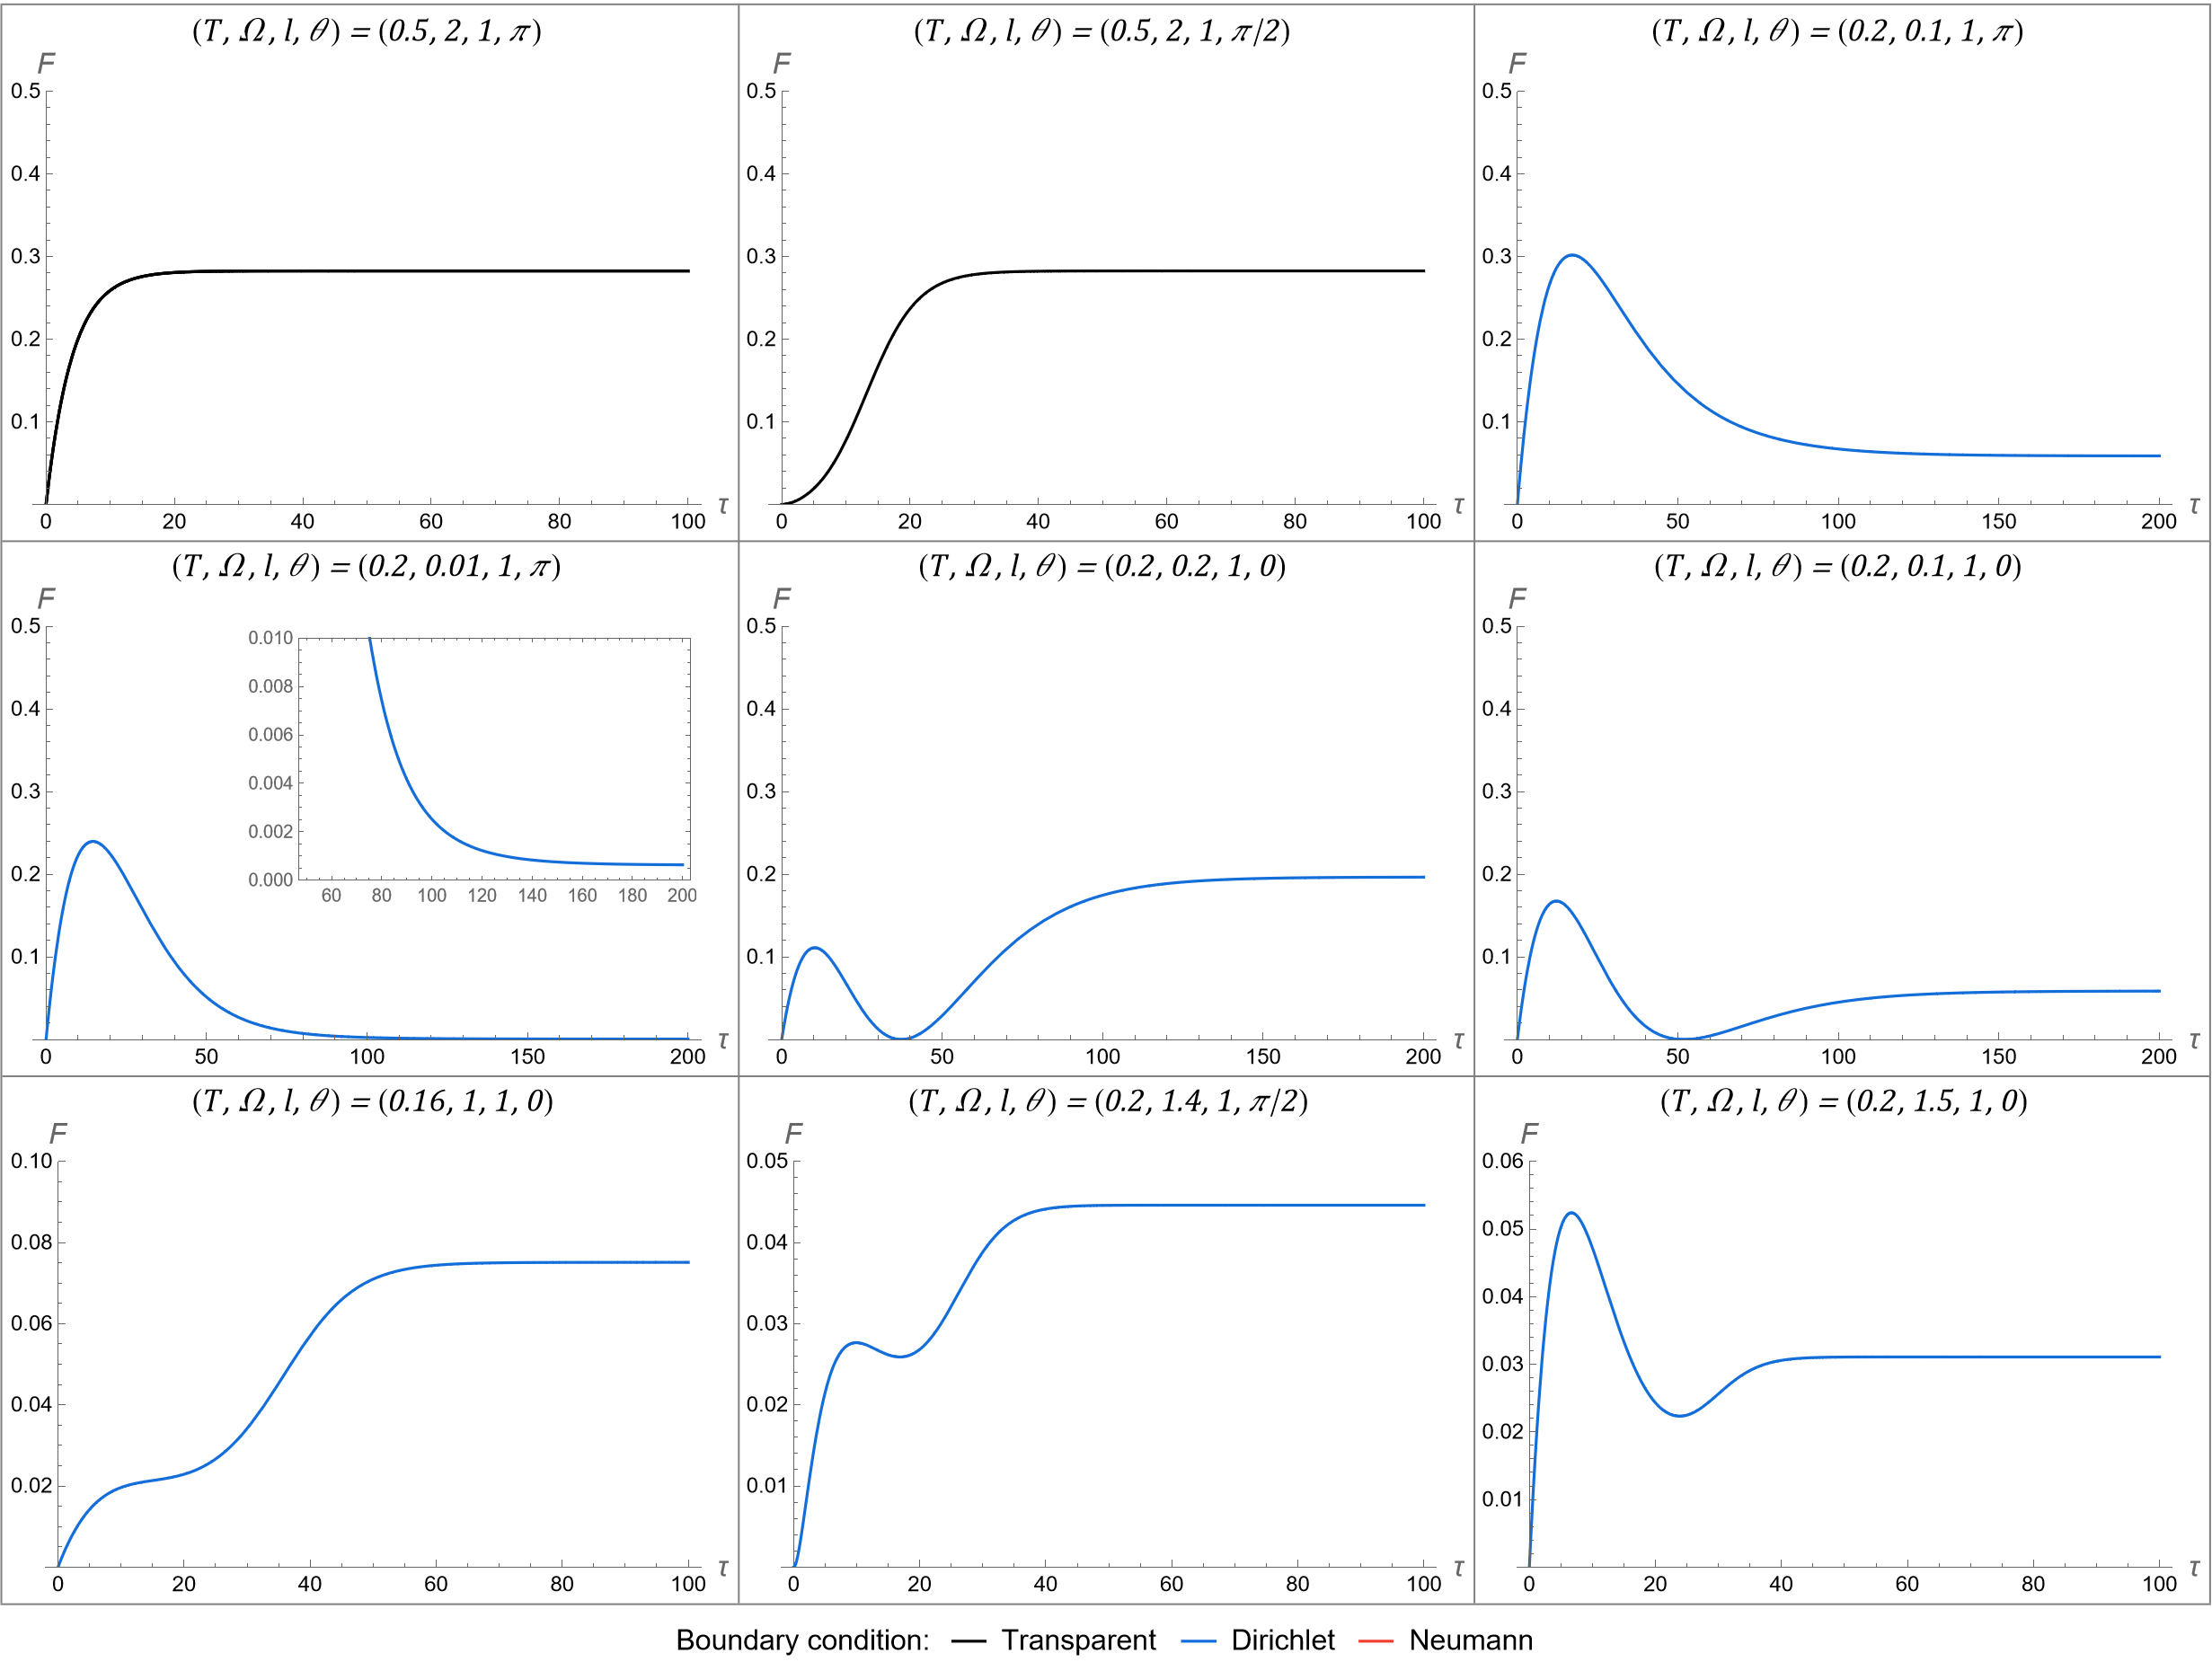 (T, Ω, l, θ) = (0.5, 2, 1, π)
F
0.5
0.4
0.3
0.2
0.1
0 20 40 60 80 100 τ
(T, Ω, l, θ) = (0.5, 2, 1, π/2)
F
0.5
0.4
0.3
0.2
0.1
0 20 40 60 80 100 τ
(T, Ω, l, θ) = (0.2, 0.1, 1, π)
F
0.5
0.4
0.3
0.2
0.1
0 50 100 150 200 τ
(T, Ω, l, θ) = (0.2, 0.01, 1, π)
F
0.5
0.4
0.3
0.2
0.1
0 50 100 150 200 τ
0.010
0.008
0.006
0.004
0.002
0.000
60 80 100 120 140 160 180 200
(T, Ω, l, θ) = (0.2, 0.2, 1, 0)
F
0.5
0.4
0.3
0.2
0.1
0 50 100 150 200 τ
(T, Ω, l, θ) = (0.2, 0.1, 1, 0)
F
0.5
0.4
0.3
0.2
0.1
0 50 100 150 200 τ
(T, Ω, l, θ) = (0.16, 1, 1, 0)
F
0.10
0.08
0.06
0.04
0.02
0 20 40 60 80 100 τ
(T, Ω, l, θ) = (0.2, 1.4, 1, π/2)
F
0.05
0.04
0.03
0.02
0.01
0 20 40 60 80 100 τ
(T, Ω, l, θ) = (0.2, 1.5, 1, 0)
F
0.06
0.05
0.04
0.03
0.02
0.01
0 20 40 60 80 100 τ
Boundary condition: Transparent Dirichlet Neumann